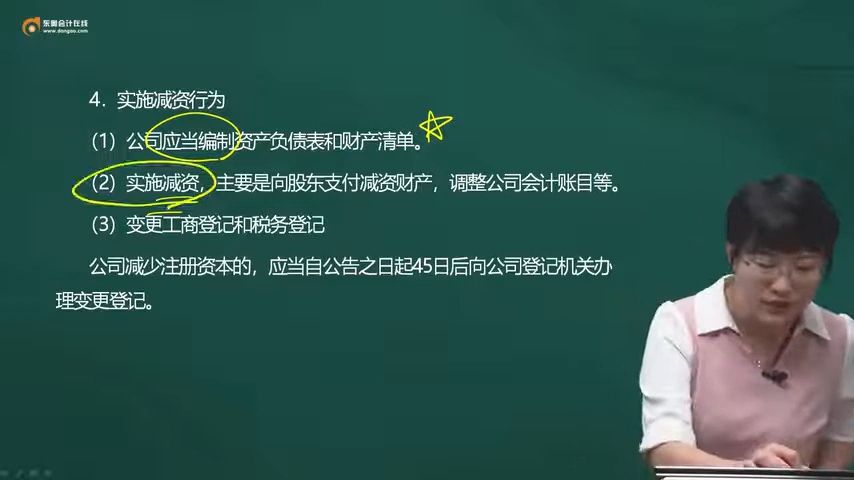 东奥会计在线
www.dongao.com
4. 实施减资行为
（1）公司应当编制资产负债表和财产清单。
（2）实施减资，主要是向股东支付减资财产，调整公司会计账目等。
（3）变更工商登记和税务登记
公司减少注册资本的，应当自公告之日起45日后向公司登记机关办
理变更登记。